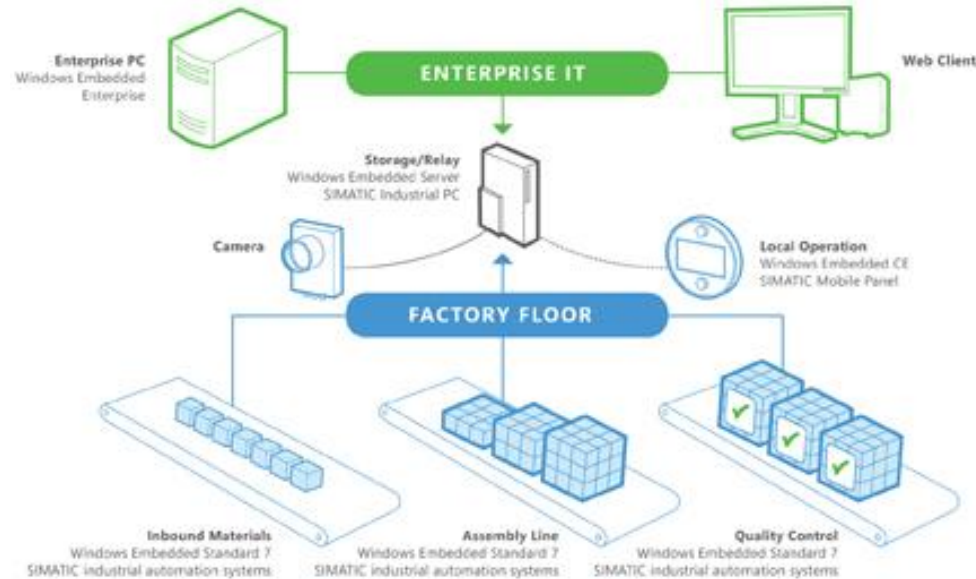 Enterprise PC
Windows Embedded
Enterprise
ENTERPRISE IT
Web Client
Storage/Relay
Windows Embedded Server
SIMATIC Industrial PC
Camera
Local Operation
Windows Embedded CE
SIMATIC Mobile Panel
FACTORY FLOOR
Inbound Materials
Windows Embedded Standard 7
SIMATIC industrial automation systems
Assembly Line
Windows Embedded Standard 7
SIMATIC industrial automation systems
Quality Control
Windows Embedded Standard 7
SIMATIC industrial automation systems